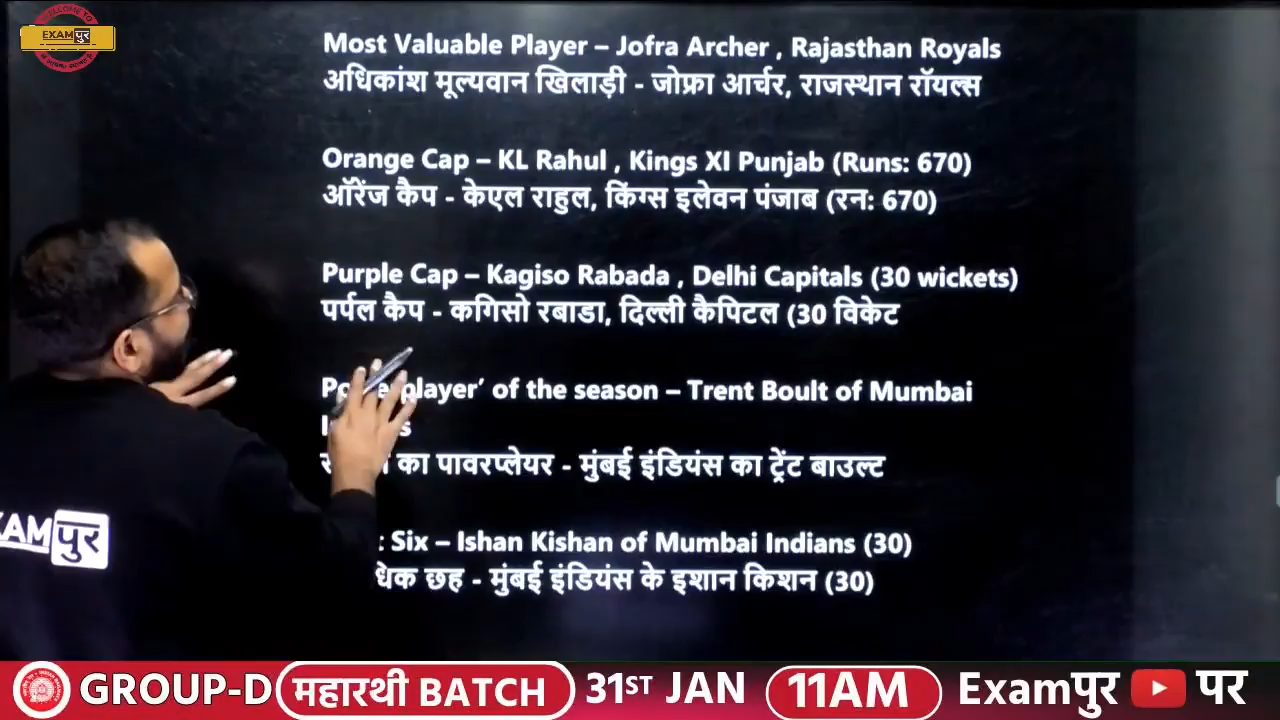 WELCOME TO
EXAMपुर
Most Valuable Player – Jofra Archer , Rajasthan Royals
अधिकांश मूल्यवान खिलाड़ी - जोफ्रा आर्चर, राजस्थान रॉयल्स
Orange Cap – KL Rahul , Kings XI Punjab (Runs: 670)
ऑरेंज कैप - केएल राहुल, किंग्स इलेवन पंजाब (रन: 670)
Purple Cap – Kagiso Rabada , Delhi Capitals (30 wickets)
पर्पल कैप - कगिसो रबाडा, दिल्ली कैपिटल (30 विकेट
player’ of the season – Trent Boult of Mumbai
का पावरप्लेयर - मुंबई इंडियंस का ट्रेंट बाउल्ट
: Six – Ishan Kishan of Mumbai Indians (30)
छह - मुंबई इंडियंस के इशान किशन (30)
XAMपुर
GROUP-D महारथी BATCH 31ST JAN 11AM Examपुर पर